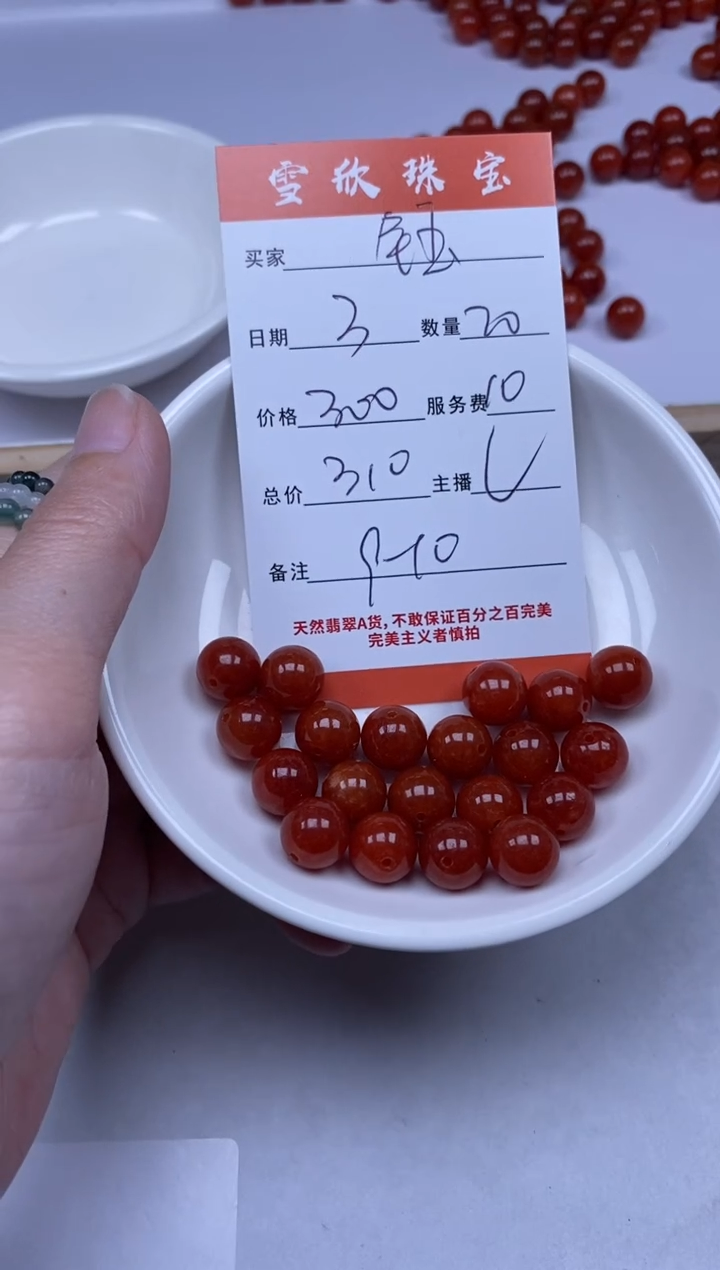 雪欣珠宝
买家
日期 3 数量 20
价格 300 服务费 10
总价 310 主播
备注
天然翡翠A货，不敢保证百分之百完美
完美主义者慎拍